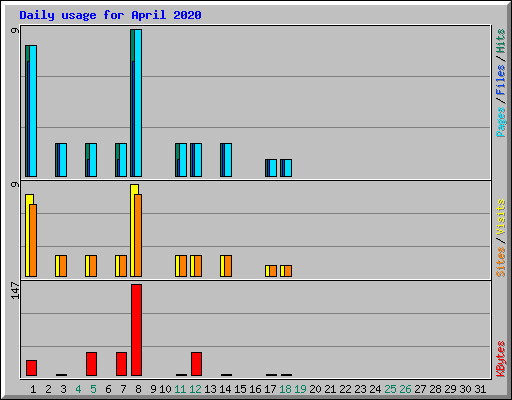 Daily usage for April 2020
9
9
147
Pages / Files / Hits
Sites / Visits
KBytes
1 2 3 4 5 6 7 8 9 10 11 12 13 14 15 16 17 18 19 20 21 22 23 24 25 26 27 28 29 30 31